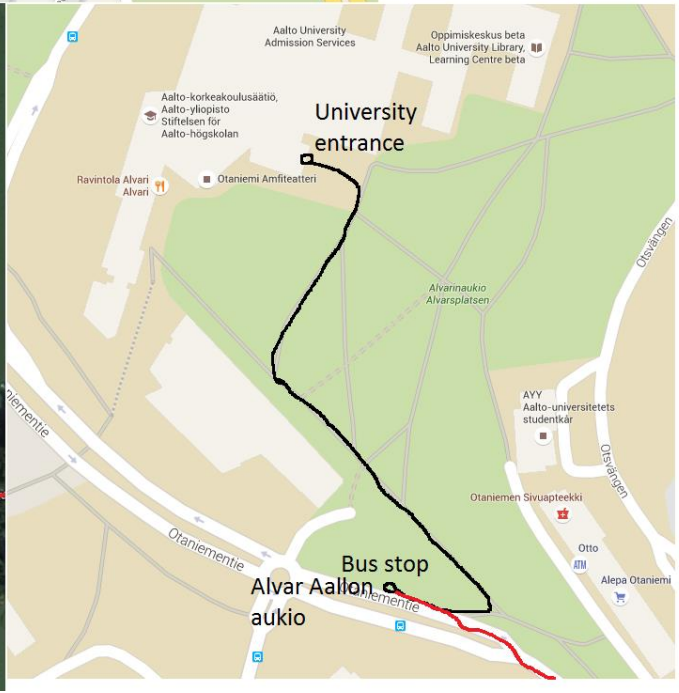 Aalto University
Admission Services
Oppimiskeskus beta
Aalto University Library,
Learning Centre beta
Aalto-korkeakoulusäätiö,
Aalto-yliopisto
Stiftelsen för
Aalto-högskolan
University
entrance
Ravintola Alvari
Alvari
Otaniemi Amfiteatteri
Otsvängen
Alvarinaukio
Alvarsplatsen
AYY
Aalto-universitetets
studentkår
Otsvängen
Otaniementie
Otaniemen Sivuapteekki
Otaniementie
Otto
ATM
Alepa Otaniemi
Bus stop
Alvar Aallon
aukio
Otaniementie